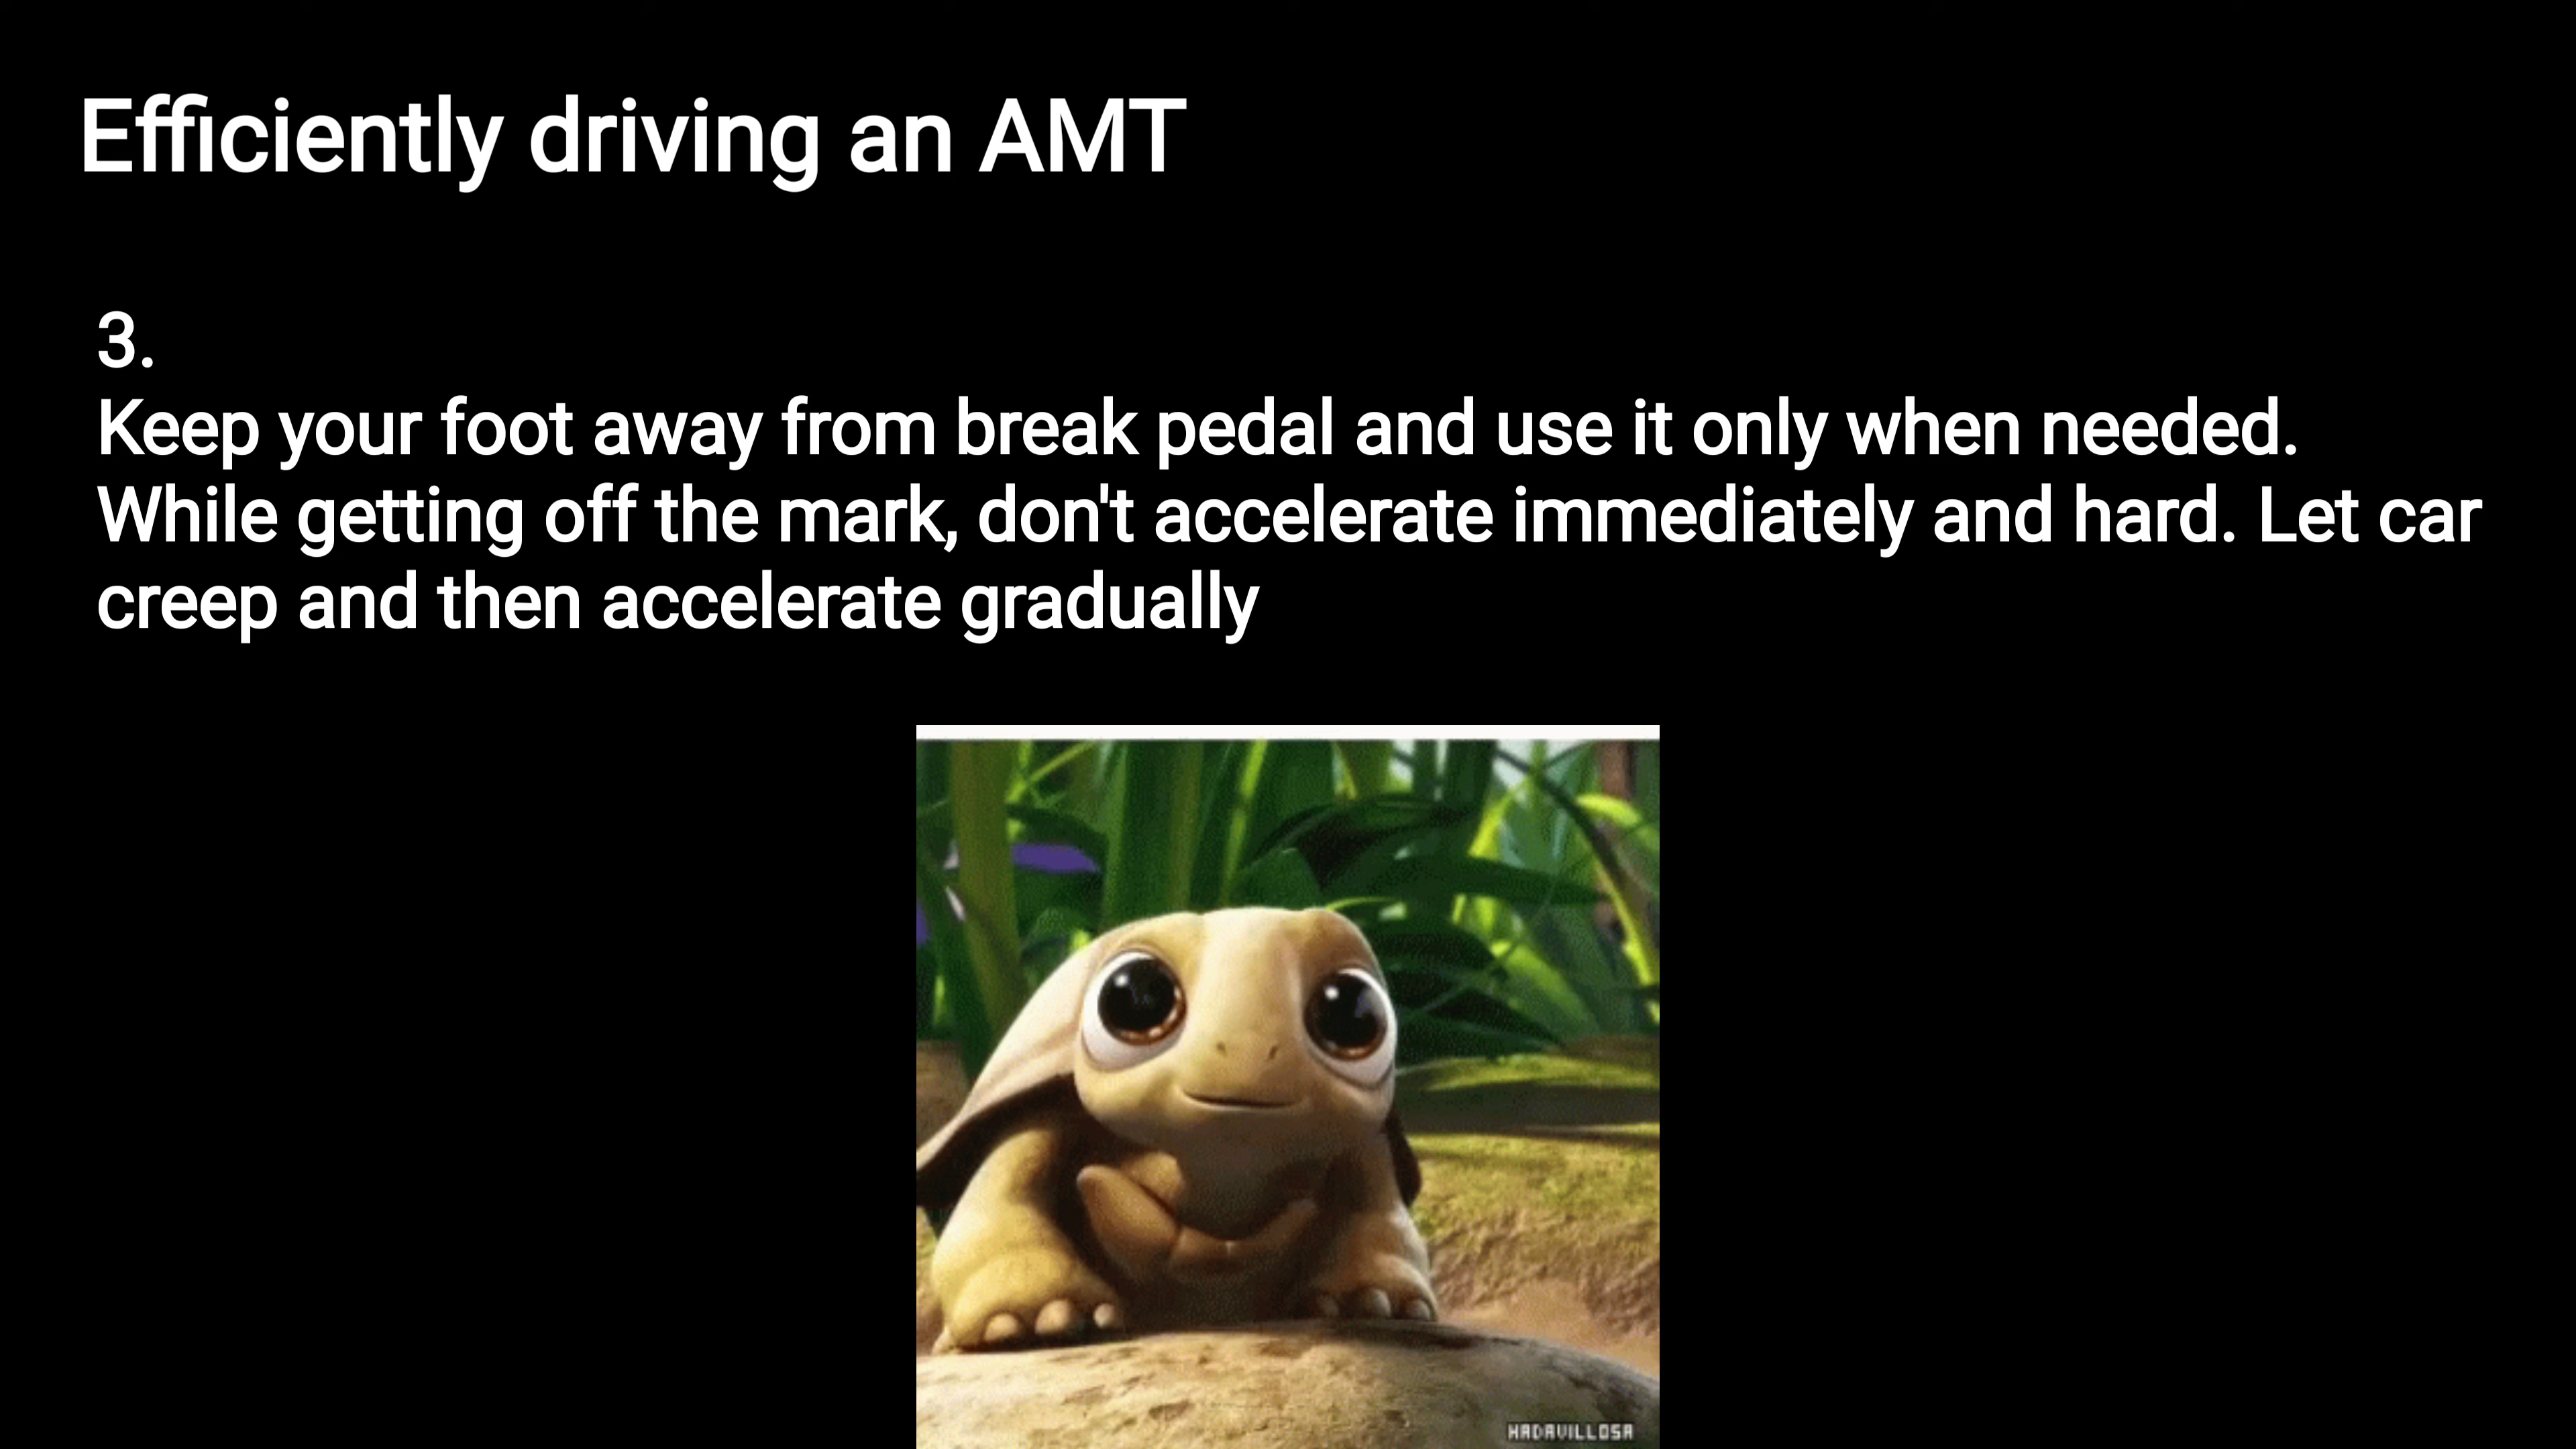 Efficiently driving an AMT
3.
Keep your foot away from break pedal and use it only when needed.
While getting off the mark, don't accelerate immediately and hard. Let car
creep and then accelerate gradually
HADAVILLOSA